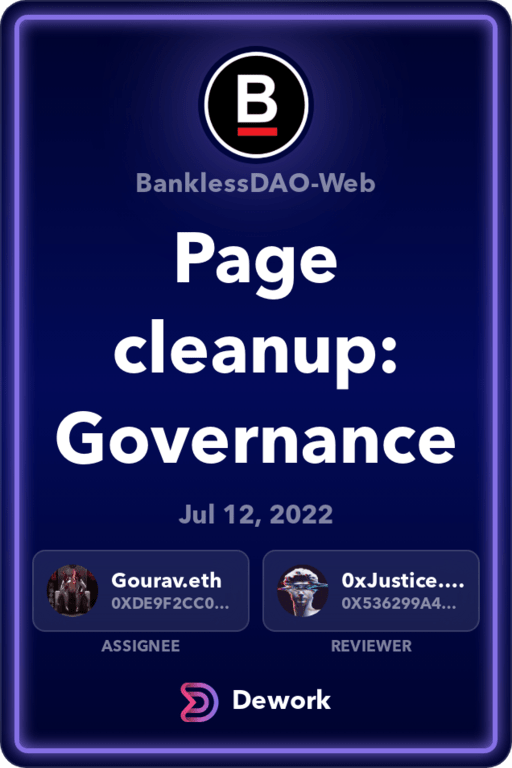 B
BanklessDAO-Web
Page
cleanup:
Governance
Jul 12, 2022
Gourav.eth
0XDE9F2CC0...
0xJustice....
0X536299A4...
ASSIGNEE
REVIEWER
Dework